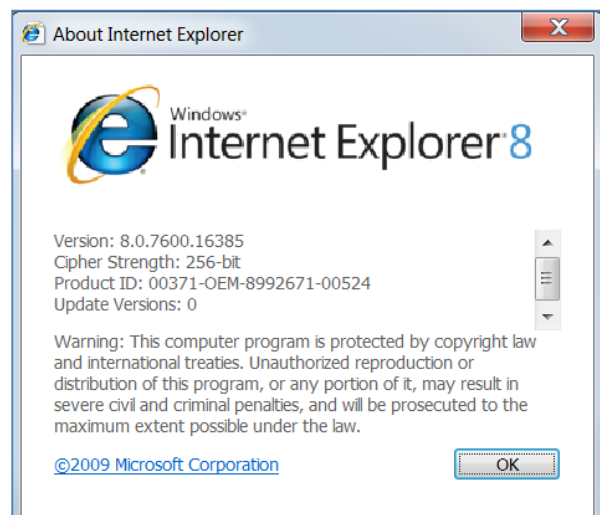 About Internet Explorer
Windows®
Internet Explorer®8
Version: 8.0.7600.16385
Cipher Strength: 256-bit
Product ID: 00371-OEM-8992671-00524
Update Versions: 0
Warning: This computer program is protected by copyright law
and international treaties. Unauthorized reproduction or
distribution of this program, or any portion of it, may result in
severe civil and criminal penalties, and will be prosecuted to the
maximum extent possible under the law.
©2009 Microsoft Corporation
OK